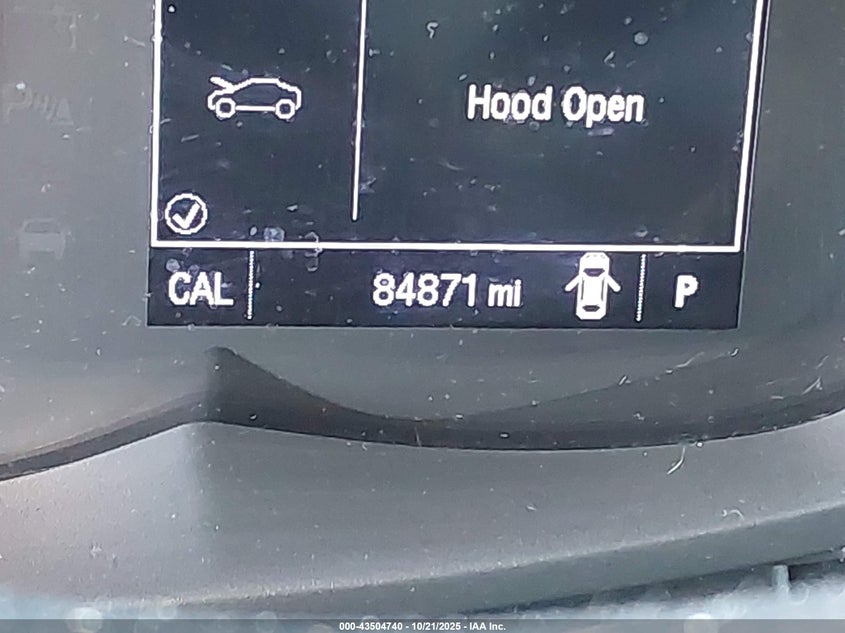 Hood Open
CAL 84871 mi P
000-43504740 - 10/21/2025 - IAA Inc.